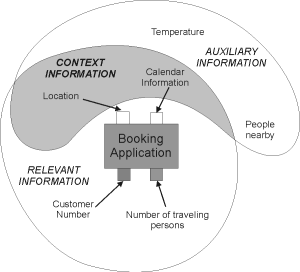 Temperature
AUXILIARY
INFORMATION
CONTEXT
INFORMATION
Calendar
Information
Location
People
nearby
Booking
Application
RELEVANT
INFORMATION
Customer
Number
Number of traveling
persons